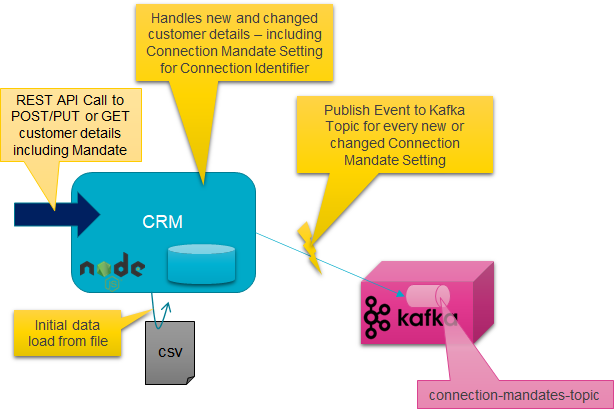 Handles new and changed
customer details – including
Connection Mandate Setting
for Connection Identifier
REST API Call to
POST/PUT or GET
customer details
including Mandate
Publish Event to Kafka
Topic for every new or
changed Connection
Mandate Setting
CRM
node
kafka
Initial data
load from file
CSV
connection-mandates-topic